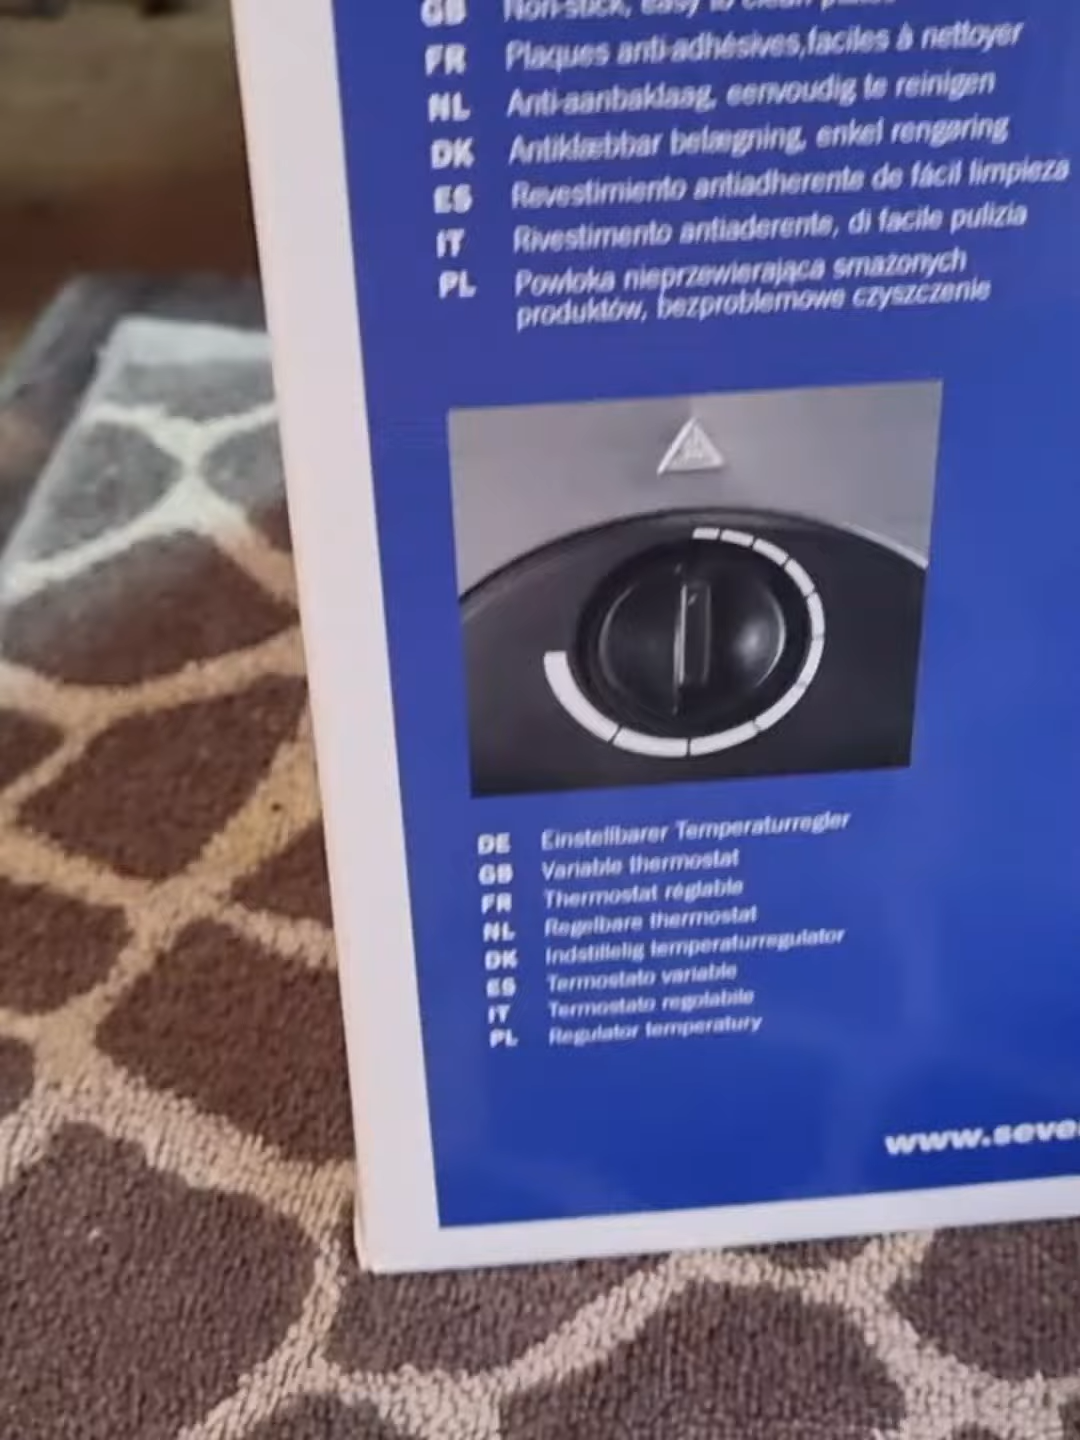 GB Non-stick, easy to clean plates
FR Plaques anti-adhésives,faciles à nettoyer
NL Anti-aanbaklaag, eenvoudig te reinigen
DK Antiklæbbar belægning, enkel rengøring
ES Revestimiento antiadherente de fácil limpieza
IT Rivestimento antiaderente, di facile pulizia
PL Powłoka nieprzewierająca smażonych
produktów, bezproblemowe czyszczenie
DE Einstellbarer Temperaturregler
GB Variable thermostat
FR Thermostat réglable
NL Regelbare thermostat
DK Indstillelig temperaturregulator
ES Termostato variable
IT Termostato regolabile
PL Regulator temperatury
www.seve